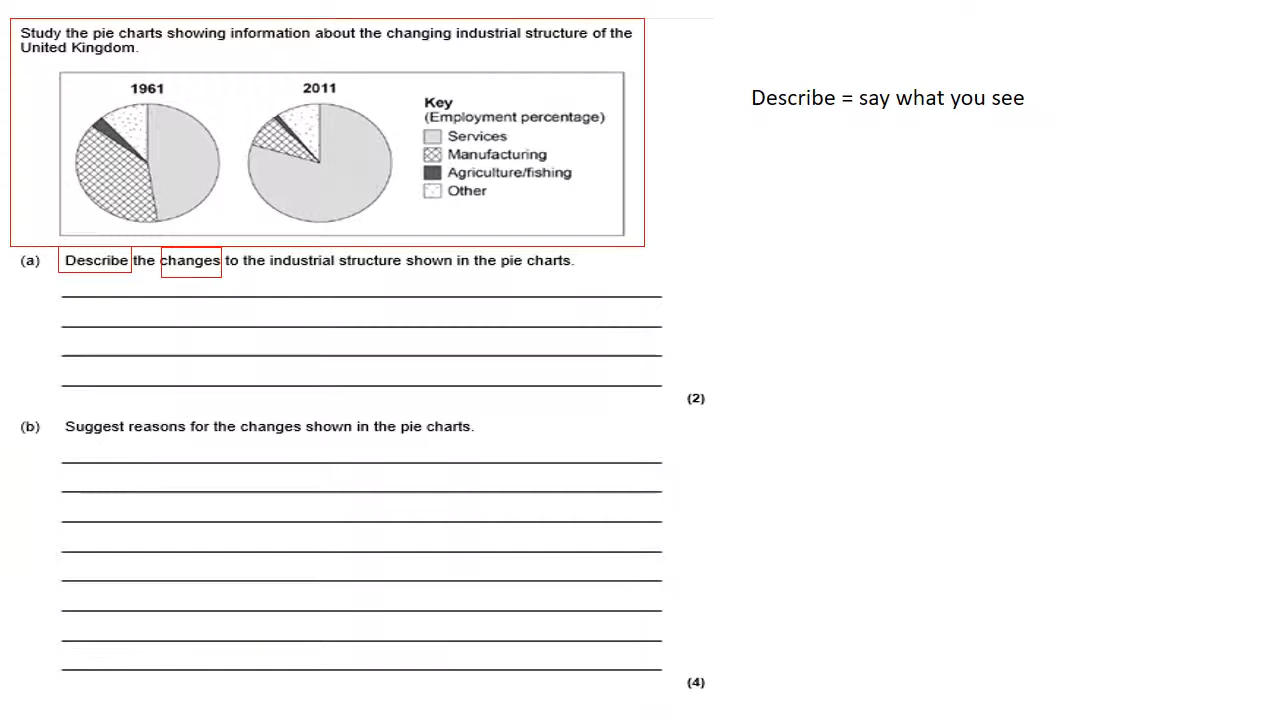 Study the pie charts showing information about the changing industrial structure of the
United Kingdom.
1961
2011
Key
(Employment percentage)
Services
Manufacturing
Agriculture/fishing
Other
Describe = say what you see
(a) Describe the changes to the industrial structure shown in the pie charts.
(2)
(b) Suggest reasons for the changes shown in the pie charts.
(4)